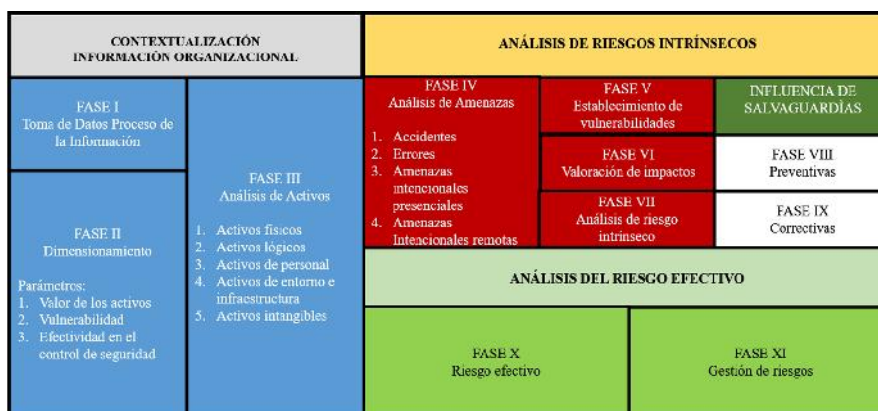 CONTEXTUALIZACIÓN
INFORMACIÓN ORGANIZACIONAL
FASE I
Toma de Datos Proceso de
la Información
FASE II
Dimensionamiento
Parámetros:
1. Valor de los activos
2. Vulnerabilidad
3. Efectividad en el
control de seguridad
FASE III
Análisis de Activos
1. Activos físicos
2. Activos lógicos
3. Activos de personal
4. Activos de entorno e
infraestructura
5. Activos intangibles
ANÁLISIS DE RIESGOS INTRÍNSECOS
FASE IV
Análisis de Amenazas
1. Accidentes
2. Errores
3. Amenazas
intencionales
presenciales
4. Amenazas
Intencionales remotas
FASE V
Establecimiento de
vulnerabilidades
FASE VI
Valoración de impactos
FASE VII
Análisis de riesgo
intrínseco
INFLUENCIA DE
SALVAGUARDÌAS
FASE VIII
Preventivas
FASE IX
Correctivas
ANÁLISIS DEL RIESGO EFECTIVO
FASE X
Riesgo efectivo
FASE XI
Gestión de riesgos